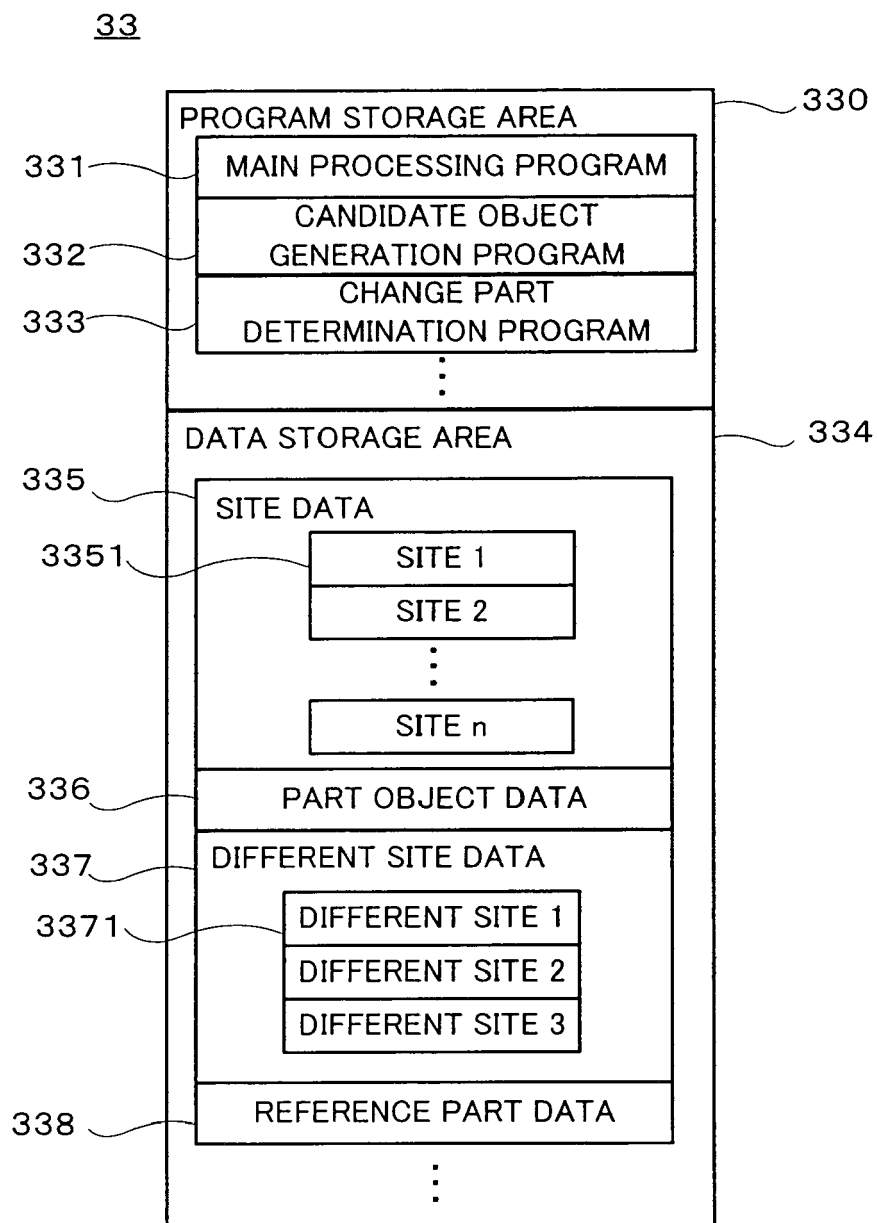 33
330
PROGRAM STORAGE AREA
331
MAIN PROCESSING PROGRAM
CANDIDATE OBJECT
332
GENERATION PROGRAM
CHANGE PART
333
DETERMINATION PROGRAM
DATA STORAGE AREA
334
335
SITE DATA
3351
SITE 1
SITE 2
SITE n
336
PART OBJECT DATA
337
DIFFERENT SITE DATA
3371
DIFFERENT SITE 1
DIFFERENT SITE 2
DIFFERENT SITE 3
338
REFERENCE PART DATA